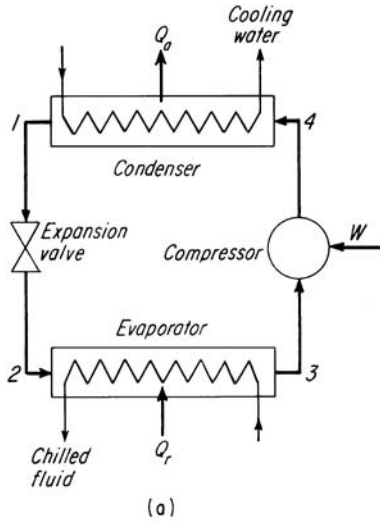 Cooling
water
Qa
1
4
Condenser
Expansion
valve
Compressor
W
Evaporator
2
3
Chilled
fluid
Qr
(a)